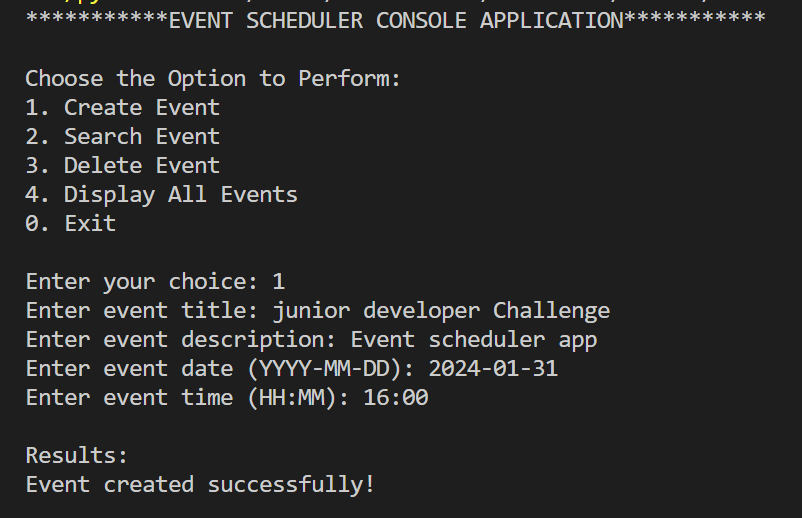 ***********EVENT SCHEDULER CONSOLE APPLICATION***********
Choose the Option to Perform:
1. Create Event
2. Search Event
3. Delete Event
4. Display All Events
0. Exit
Enter your choice: 1
Enter event title: junior developer Challenge
Enter event description: Event scheduler app
Enter event date (YYYY-MM-DD): 2024-01-31
Enter event time (HH:MM): 16:00
Results:
Event created successfully!